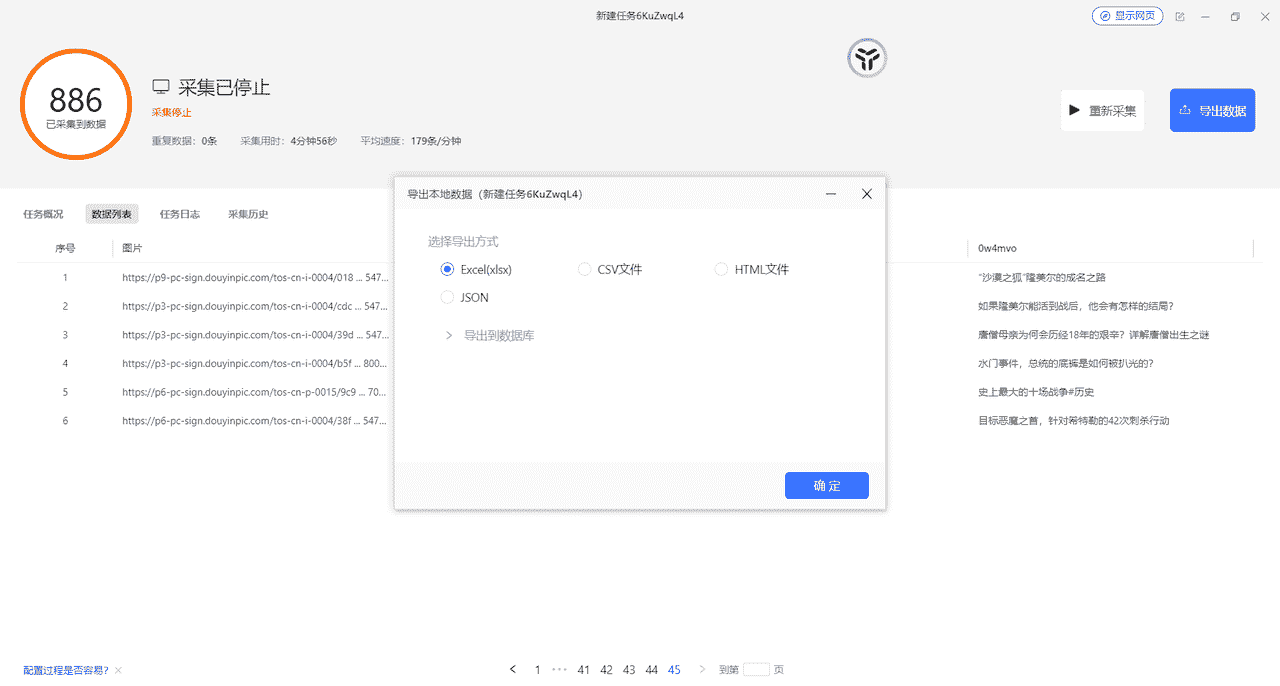 新建任务6KuZwqL4
显示网页
886
已采集到数据
采集已停止
采集停止
重复数据: 0条 采集用时: 4分钟56秒 平均速度: 179条/分钟
重新采集
导出数据
导出本地数据（新建任务6KuZwqL4）
任务概况 数据列表 任务日志 采集历史
选择导出方式
Excel(xlsx) CSV文件 HTML文件
JSON
导出到数据库
确定
序号 图片 0w4mvo
1 https://p9-pc-sign.douyinpic.com/tos-cn-i-0004/018 ... 547... "沙漠之狐"隆美尔的成名之路
2 https://p3-pc-sign.douyinpic.com/tos-cn-i-0004/cdc ... 547... 如果隆美尔能活到战后，他会有怎样的结局？
3 https://p3-pc-sign.douyinpic.com/tos-cn-i-0004/39d ... 547... 唐僧母亲为何会历经18年的艰辛？详解唐僧出生之谜
4 https://p3-pc-sign.douyinpic.com/tos-cn-i-0004/b5f ... 800... 水门事件，总统的底裤是如何被扒光的？
5 https://p6-pc-sign.douyinpic.com/tos-cn-p-0015/9c9 ... 70... 史上最大的十场战争#历史
6 https://p6-pc-sign.douyinpic.com/tos-cn-i-0004/38f ... 547... 目标恶魔之首，针对希特勒的42次刺杀行动
配置过程是否容易?
1 ··· 41 42 43 44 45 到第 页